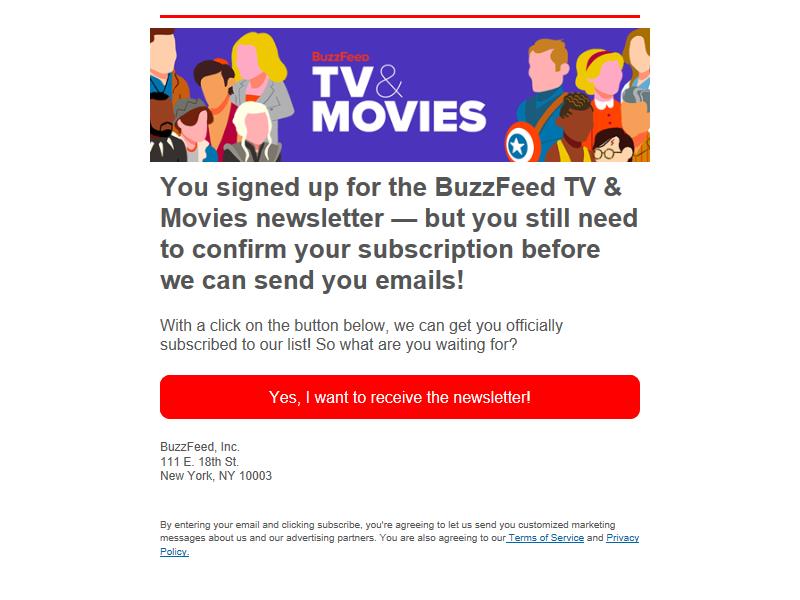 BuzzFeed
TV &
MOVIES
You signed up for the BuzzFeed TV &
Movies newsletter — but you still need
to confirm your subscription before
we can send you emails!
With a click on the button below, we can get you officially
subscribed to our list! So what are you waiting for?
Yes, I want to receive the newsletter!
BuzzFeed, Inc.
111 E. 18th St.
New York, NY 10003
By entering your email and clicking subscribe, you're agreeing to let us send you customized marketing
messages about us and our advertising partners. You are also agreeing to our Terms of Service and Privacy
Policy.